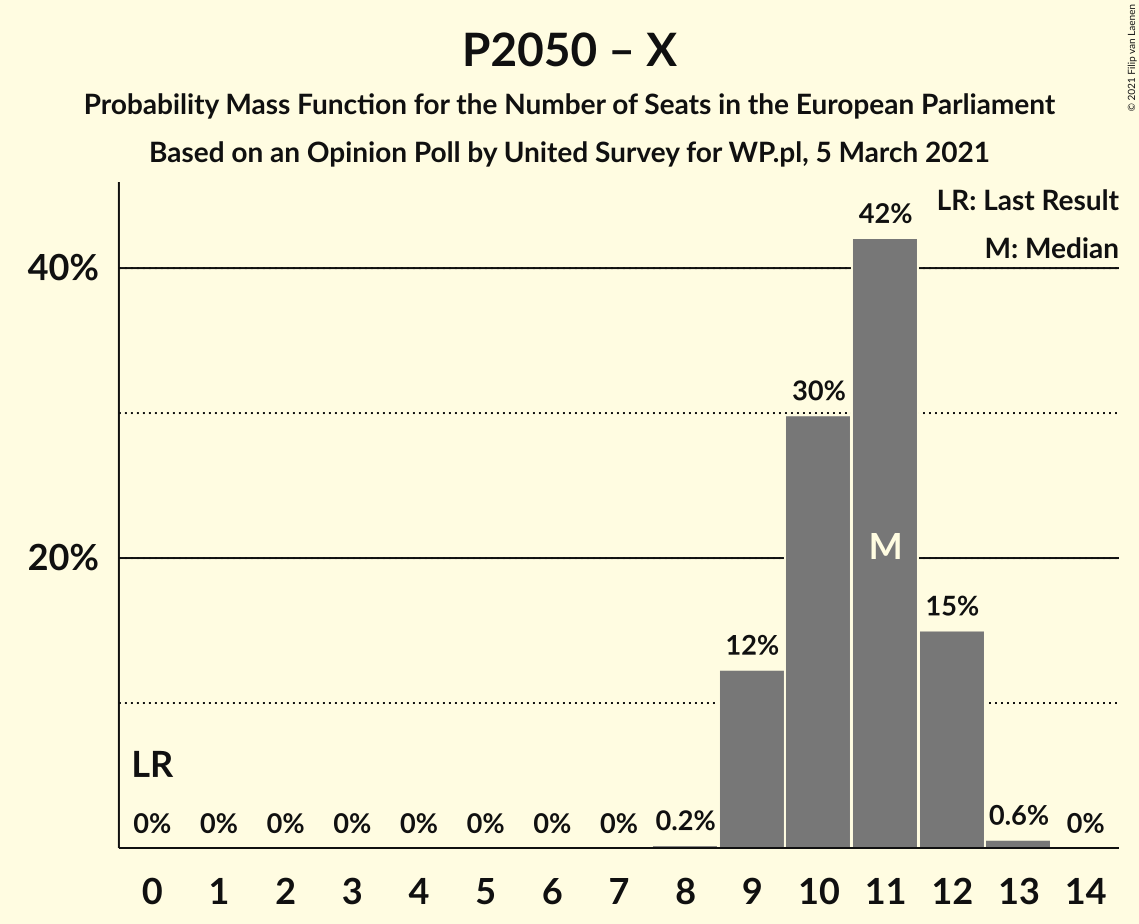 P2050 – X
Probability Mass Function for the Number of Seats in the European Parliament
Based on an Opinion Poll by United Survey for WP.pl, 5 March 2021
© 2021 Filip van Laenen
LR: Last Result
M: Median
40%
20%
42%
30%
M
15%
12%
LR
0% 0% 0% 0% 0% 0% 0% 0% 0.2% 0.6% 0%
0 1 2 3 4 5 6 7 8 9 10 11 12 13 14